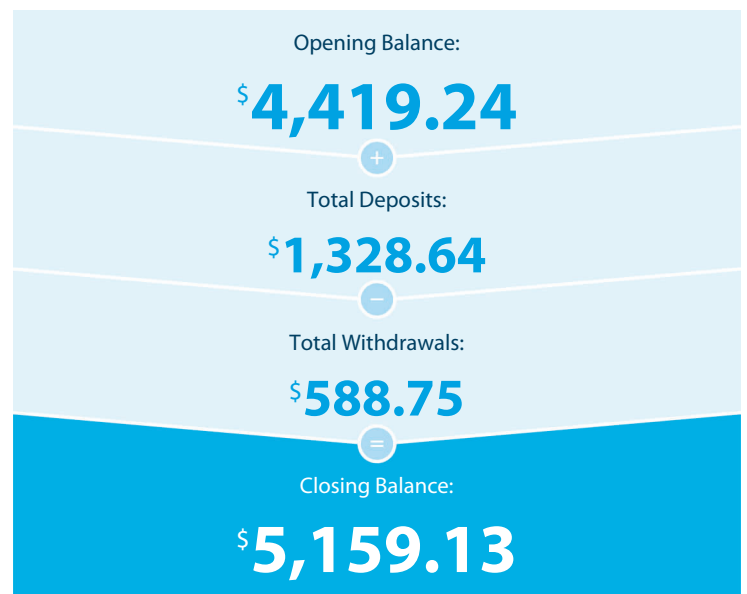 Opening Balance:
$4,419.24
+
Total Deposits:
$1,328.64
−
Total Withdrawals:
$588.75
=
Closing Balance:
$5,159.13